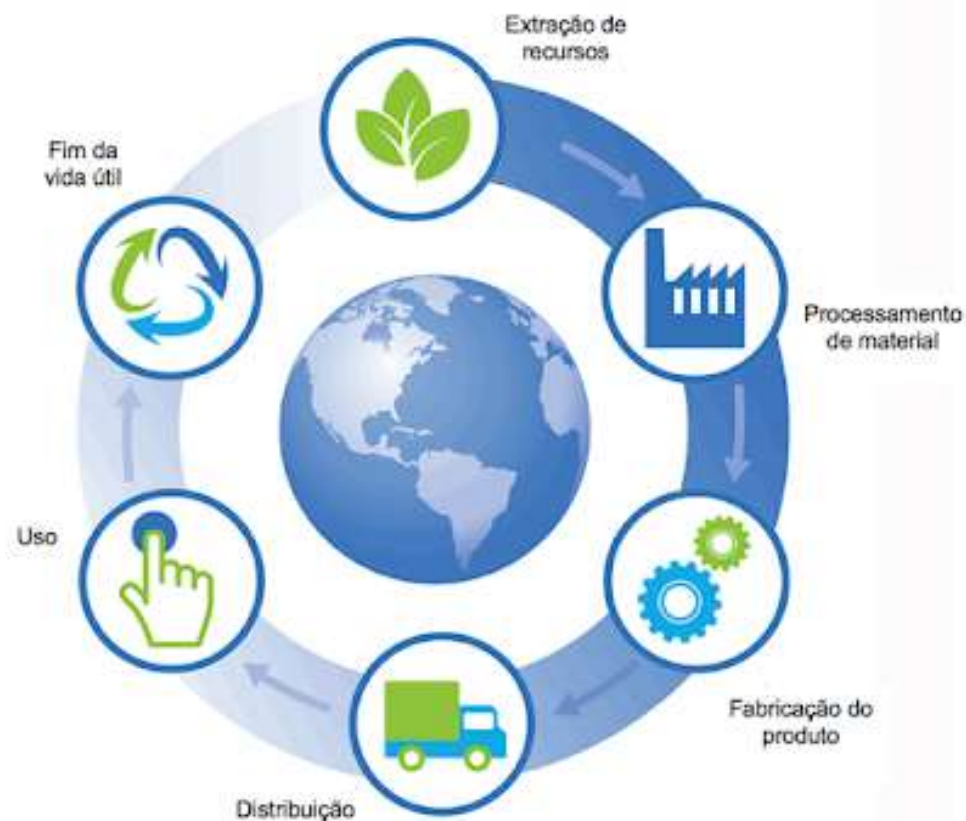 Extração de
recursos
Processamento
de material
Fabricação do
produto
Distribuição
Uso
Fim da
vida útil